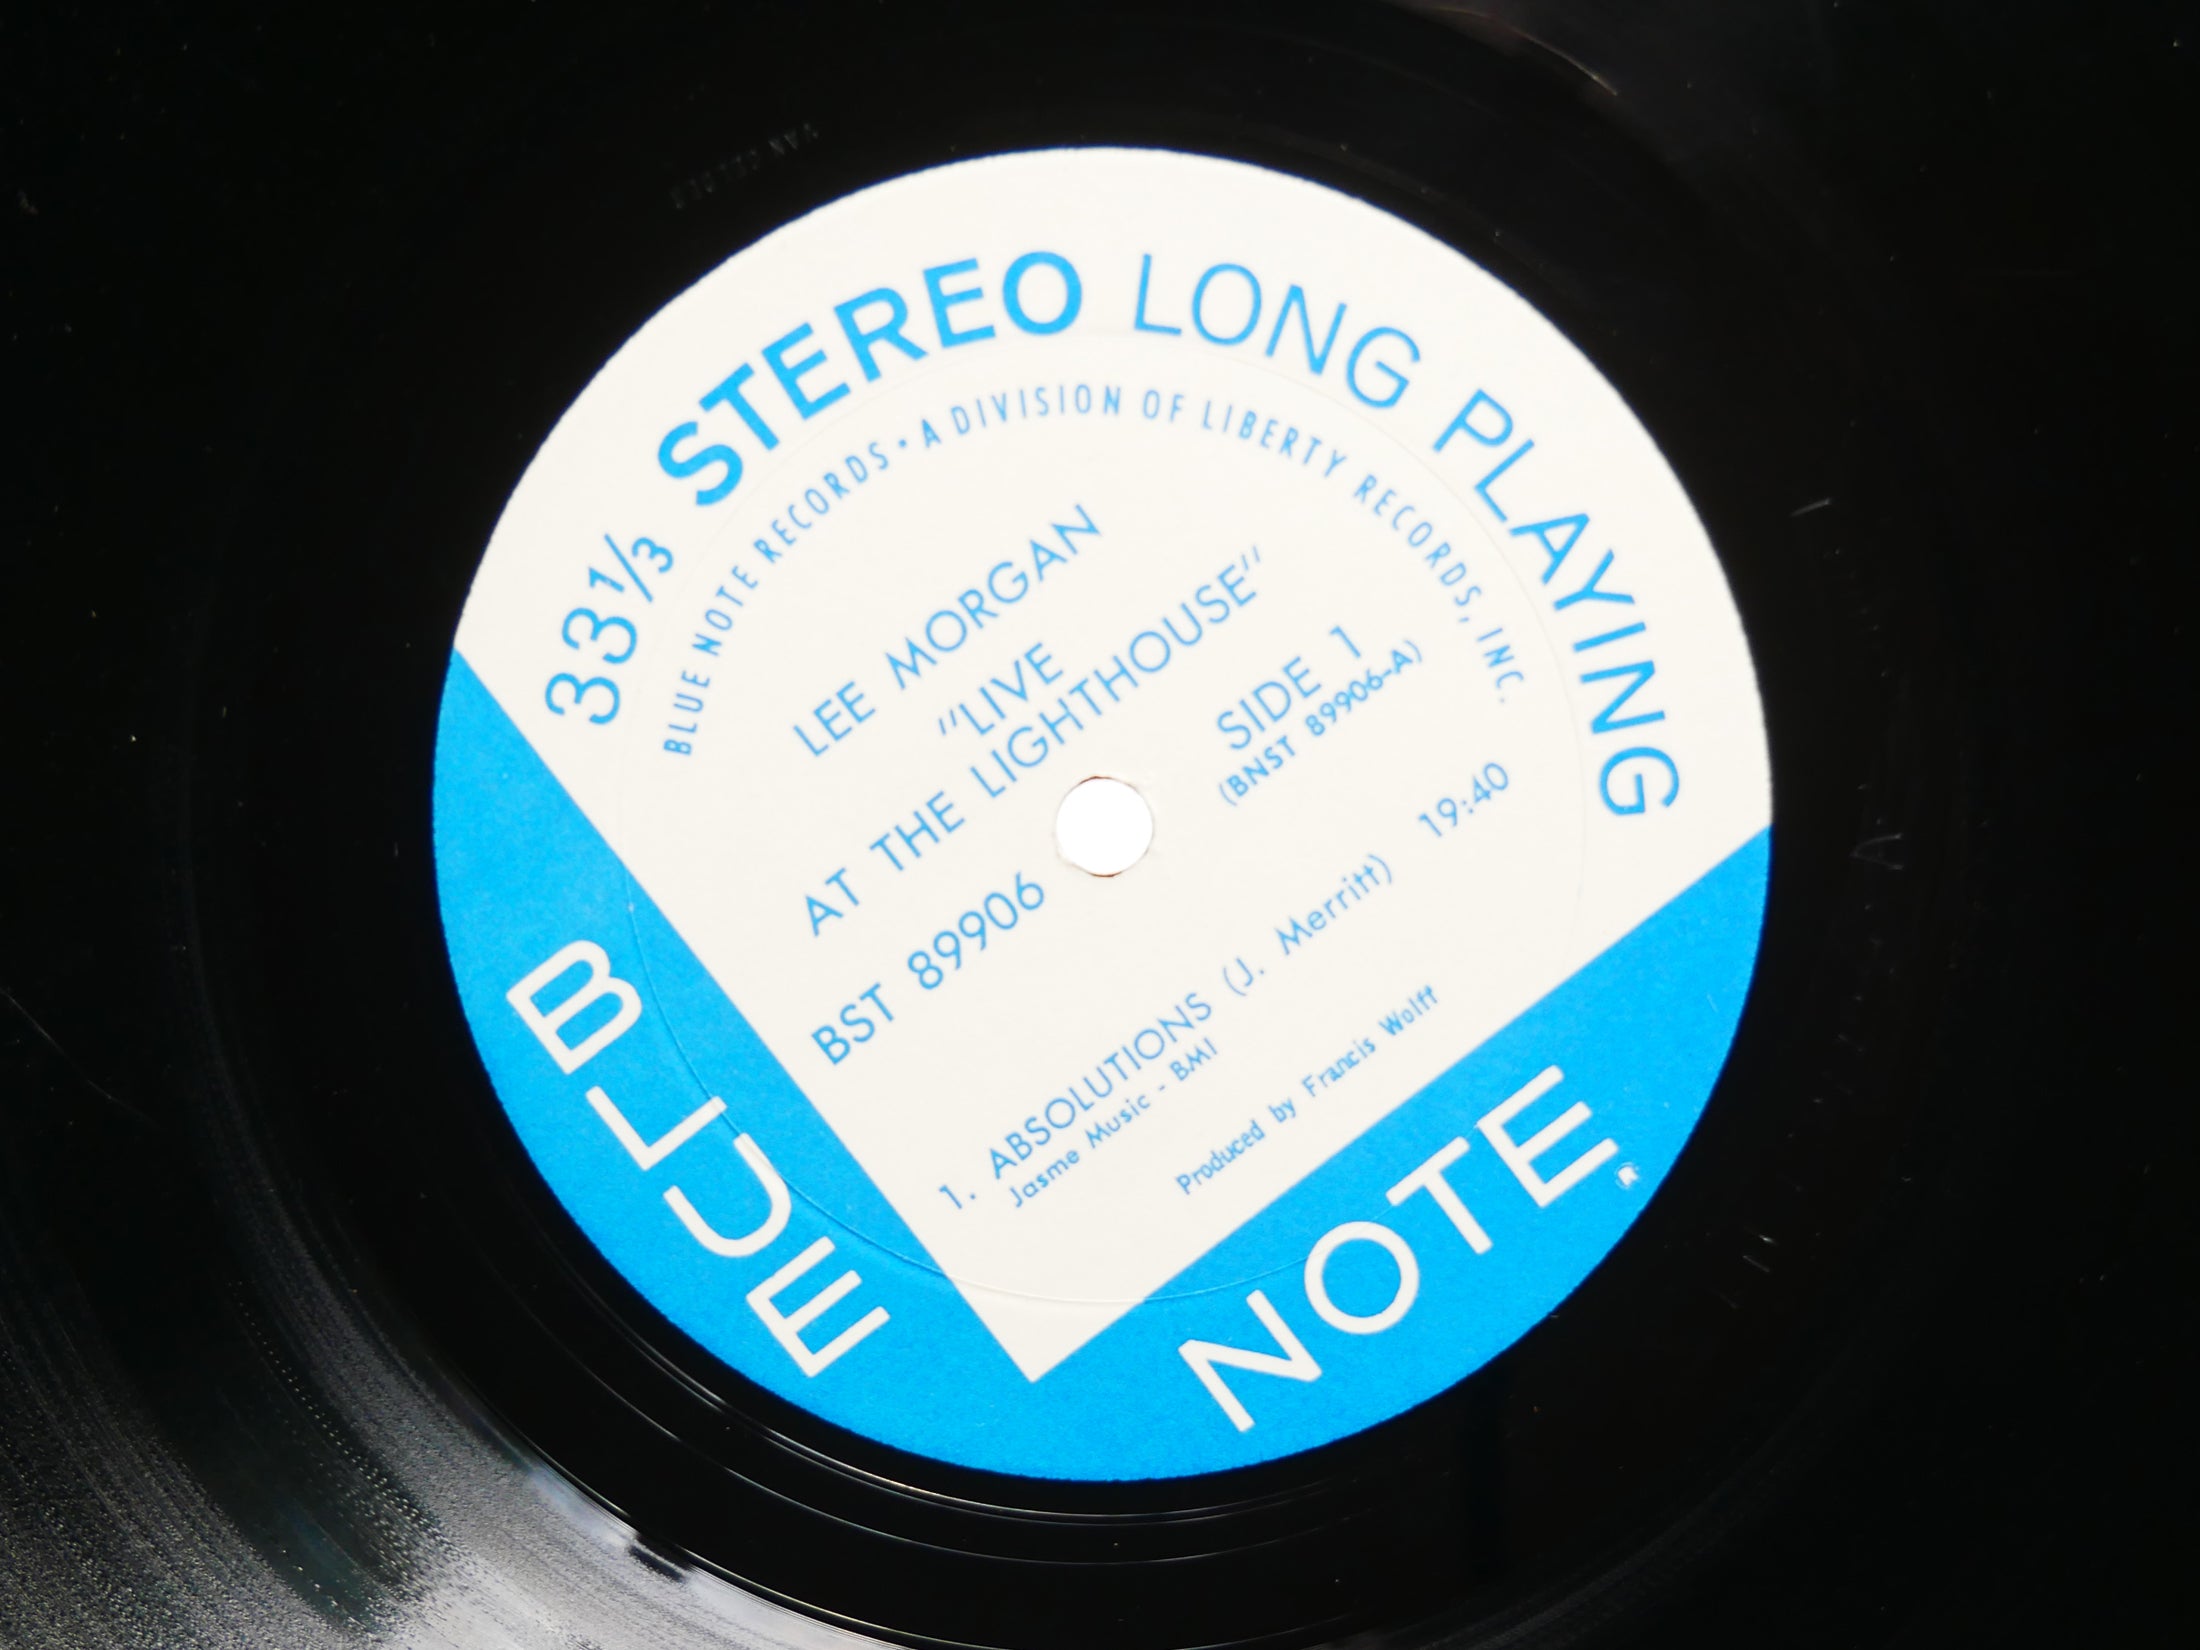 VAN GELDER
33⅓ STEREO LONG PLAYING
BLUE NOTE RECORDS • A DIVISION OF LIBERTY RECORDS, INC.
LEE MORGAN
"LIVE
AT THE LIGHTHOUSE"
BST 89906
SIDE 1
(BNST 89906-A)
1. ABSOLUTIONS (J. Merritt) 19:40
Jasme Music - BMI
Produced by Francis Wolff
BLUE NOTE ®